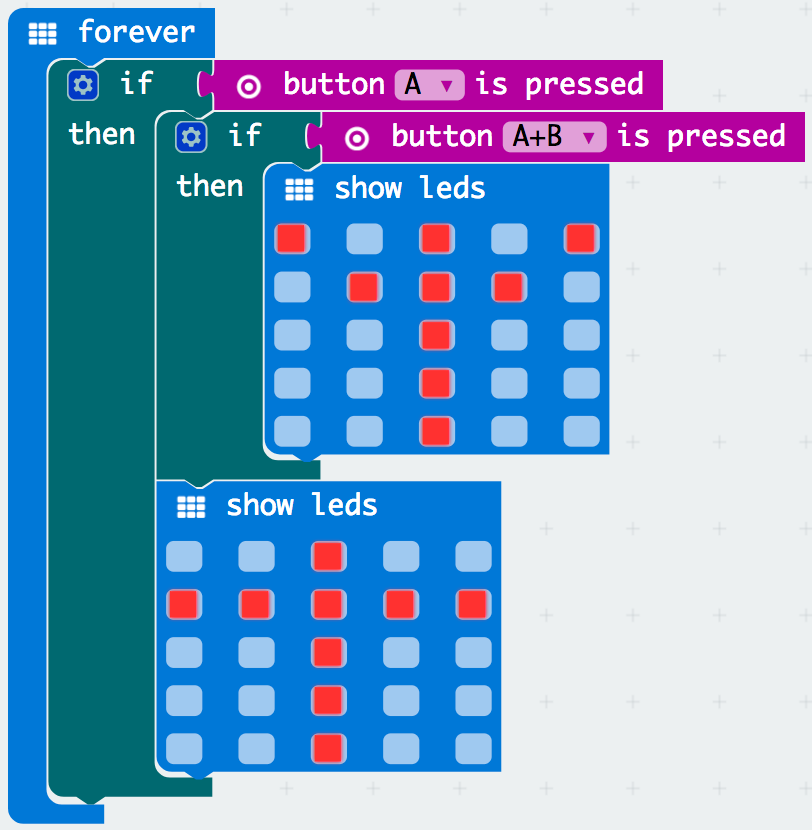 forever
if button A is pressed
then if button A+B is pressed
then show leds
show leds